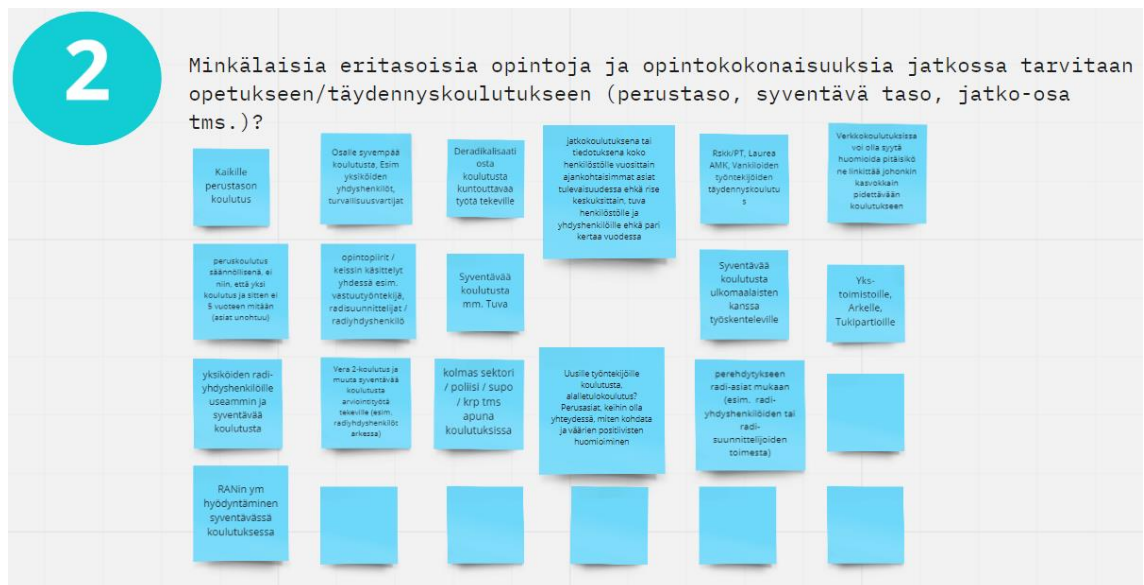 2
Minkälaisia eritasoisia opintoja ja opintokokonaisuuksia jatkossa tarvitaan
opetukseen/täydennyskoulutukseen (perustaso, syventävä taso, jatko-osa
tms.)?
Kaikille
perustason
koulutus
Osalle syvempää
koulutusta, Esim
yksiköiden
yhdyshenkilöt,
turvallisuusvartijat
Deradikalisaati
osta
koulutusta
kuntouttavaa
työtä tekeville
jatkokoulutuksena tai
tiedotuksena koko
henkilöstölle vuosittain
ajankohtaisimmat asiat
tulevaisuudessa ehkä rise
keskuksittain, tuva
henkilöstölle ja
yhdyshenkilöille ehkä pari
kertaa vuodessa
Rskk/PT, Laurea
AMK, Vankiloiden
työntekijöiden
täydennyskoulutu
s
Verkkokoulutuksissa
voi olla syytä
huomioida pitäisikö
ne linkittää johonkin
kasvokkain
pidettävään
koulutukseen
peruskoulutus
säännöllisenä, ei
niin, että yksi
koulutus ja sitten ei
5 vuoteen mitään
(asiat unohtuu)
opintopiirit /
keissin käsittelyt
yhdessä esim.
vastuutyöntekijä,
radisuunnittelijat /
radiyhdyshenkilö
Syventävää
koulutusta
mm. Tuva
Syventävää
koulutusta
ulkomaalaisten
kanssa
työskenteleville
Yks-
toimistoille,
Arkelle,
Tukipartioille
yksiköiden radi-
yhdyshenkilöille
useammin ja
syventävää
koulutusta
Vera 2-koulutus ja
muuta syventävää
koulutusta
arviointityötä
tekeville (esim.
radiyhdyshenkilöt
arkessa)
kolmas sektori
/ poliisi / supo
/ krp tms
apuna
koulutuksissa
Uusille työntekijöille
koulutusta,
alalletulokoulutus?
Perusasiat, keihin olla
yhteydessä, miten kohdata
ja väärien positiivisten
huomioiminen
perehdytykseen
radi-asiat mukaan
(esim. radi-
yhdyshenkilöiden tai
radi-
suunnittelijoiden
toimesta)
RANin ym
hyödyntäminen
syventävässä
koulutuksessa